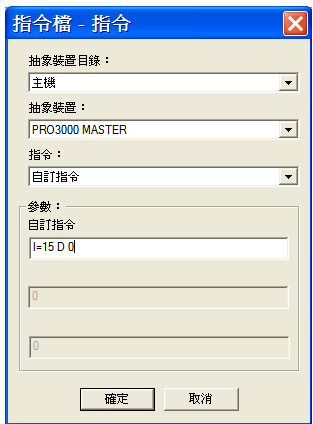 指令檔 - 指令
抽象裝置目錄：
主機
抽象裝置：
PRO3000 MASTER
指令：
自訂指令
參數：
自訂指令
I=15 D 0
0
0
確定 取消